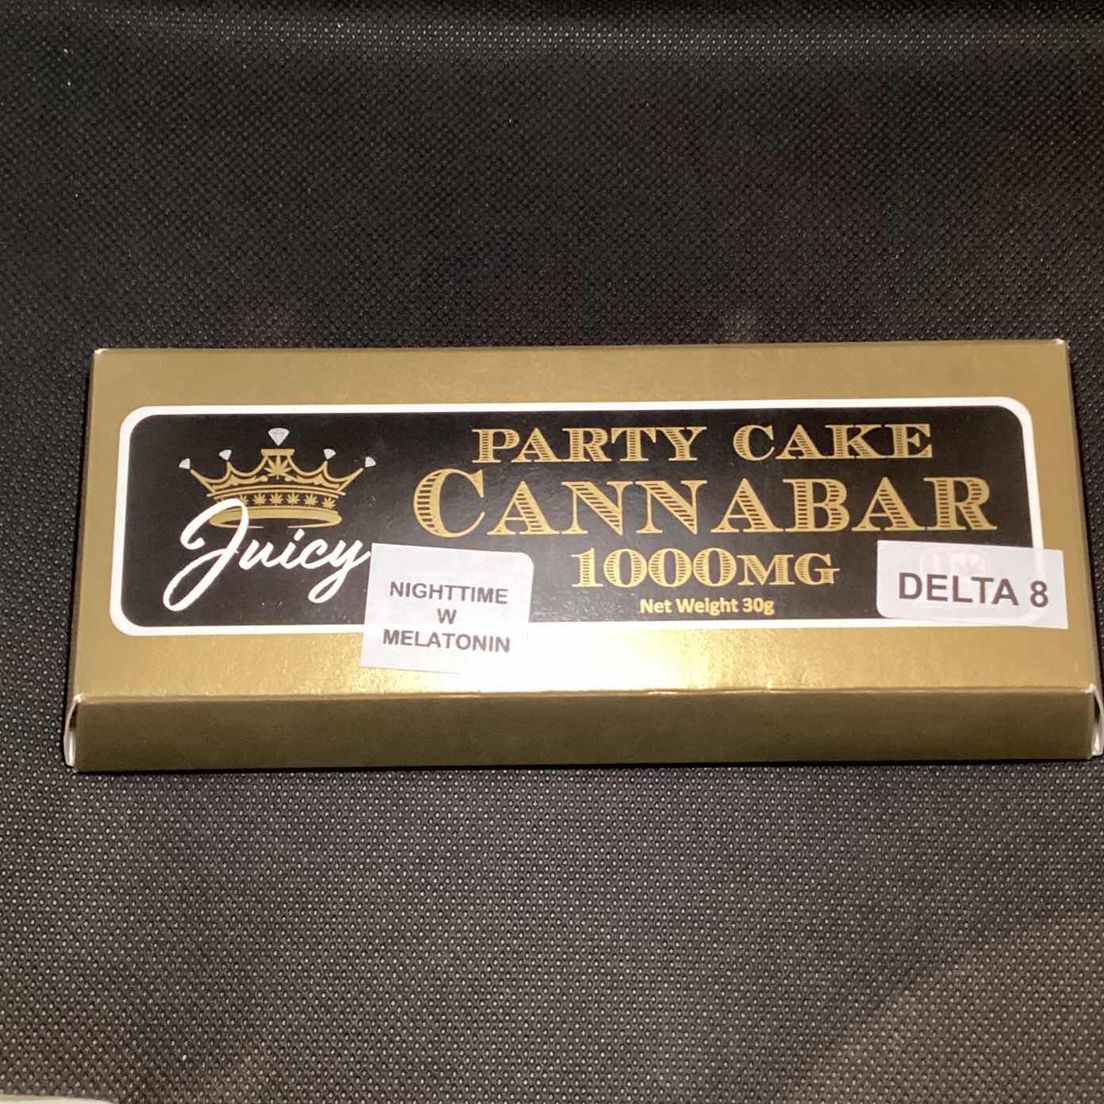 PARTY CAKE
CANNABAR
1000MG
Net Weight 30g
Juicy
NIGHTTIME
W
MELATONIN
DELTA 8